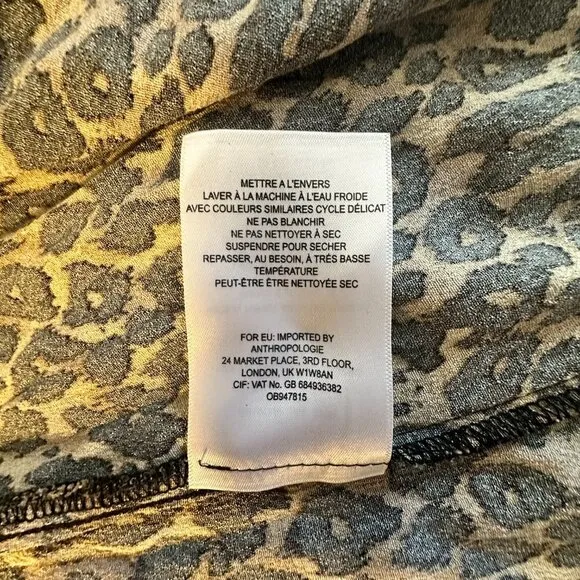 METTRE A L'ENVERS
LAVER À LA MACHINE À L'EAU FROIDE
AVEC COULEURS SIMILAIRES CYCLE DÉLICAT
NE PAS BLANCHIR
NE PAS NETTOYER À SEC
SUSPENDRE POUR SECHER
REPASSER, AU BESOIN, À TRÉS BASSE
TEMPÉRATURE
PEUT-ÊTRE ÊTRE NETTOYÉE SEC
FOR EU: IMPORTED BY
ANTHROPOLOGIE
24 MARKET PLACE, 3RD FLOOR,
LONDON, UK W1W8AN
CIF: VAT No. GB 684936382
OB947815